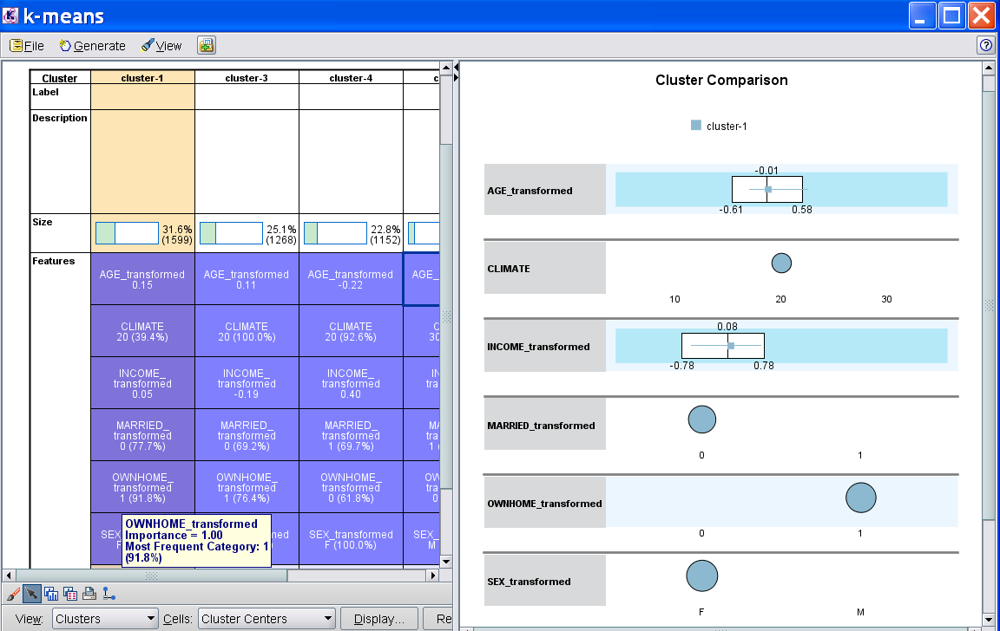 k-means
File Generate View
Cluster cluster-1 cluster-3 cluster-4 c
Label
Description
Size
31.6% 25.1% 22.8%
(1599) (1268) (1152)
Features
AGE_transformed AGE_transformed AGE_transformed AGE_
0.15 0.11 -0.22
CLIMATE CLIMATE CLIMATE C
20 (39.4%) 20 (100.0%) 20 (92.6%) 30
INCOME_ INCOME_ INCOME_ IN
transformed transformed transformed tra
0.05 -0.19 0.40
MARRIED_ MARRIED_ MARRIED_ MA
transformed transformed transformed tra
0 (77.7%) 0 (69.2%) 1 (69.7%) 1
OWNHOME_ OWNHOME_ OWNHOME_ OW
transformed transformed transformed tra
1 (91.8%) 1 (76.4%) 0 (61.8%) 0
SEX med SEX_transformed SEX_
F F (100.0%) M
OWNHOME_transformed
Importance = 1.00
Most Frequent Category: 1
(91.8%)
View: Clusters Cells: Cluster Centers Display... Re
Cluster Comparison
cluster-1
AGE_transformed
-0.01
-0.61 0.58
CLIMATE
10 20 30
INCOME_transformed
0.08
-0.78 0.78
MARRIED_transformed
0 1
OWNHOME_transformed
0 1
SEX_transformed
F M